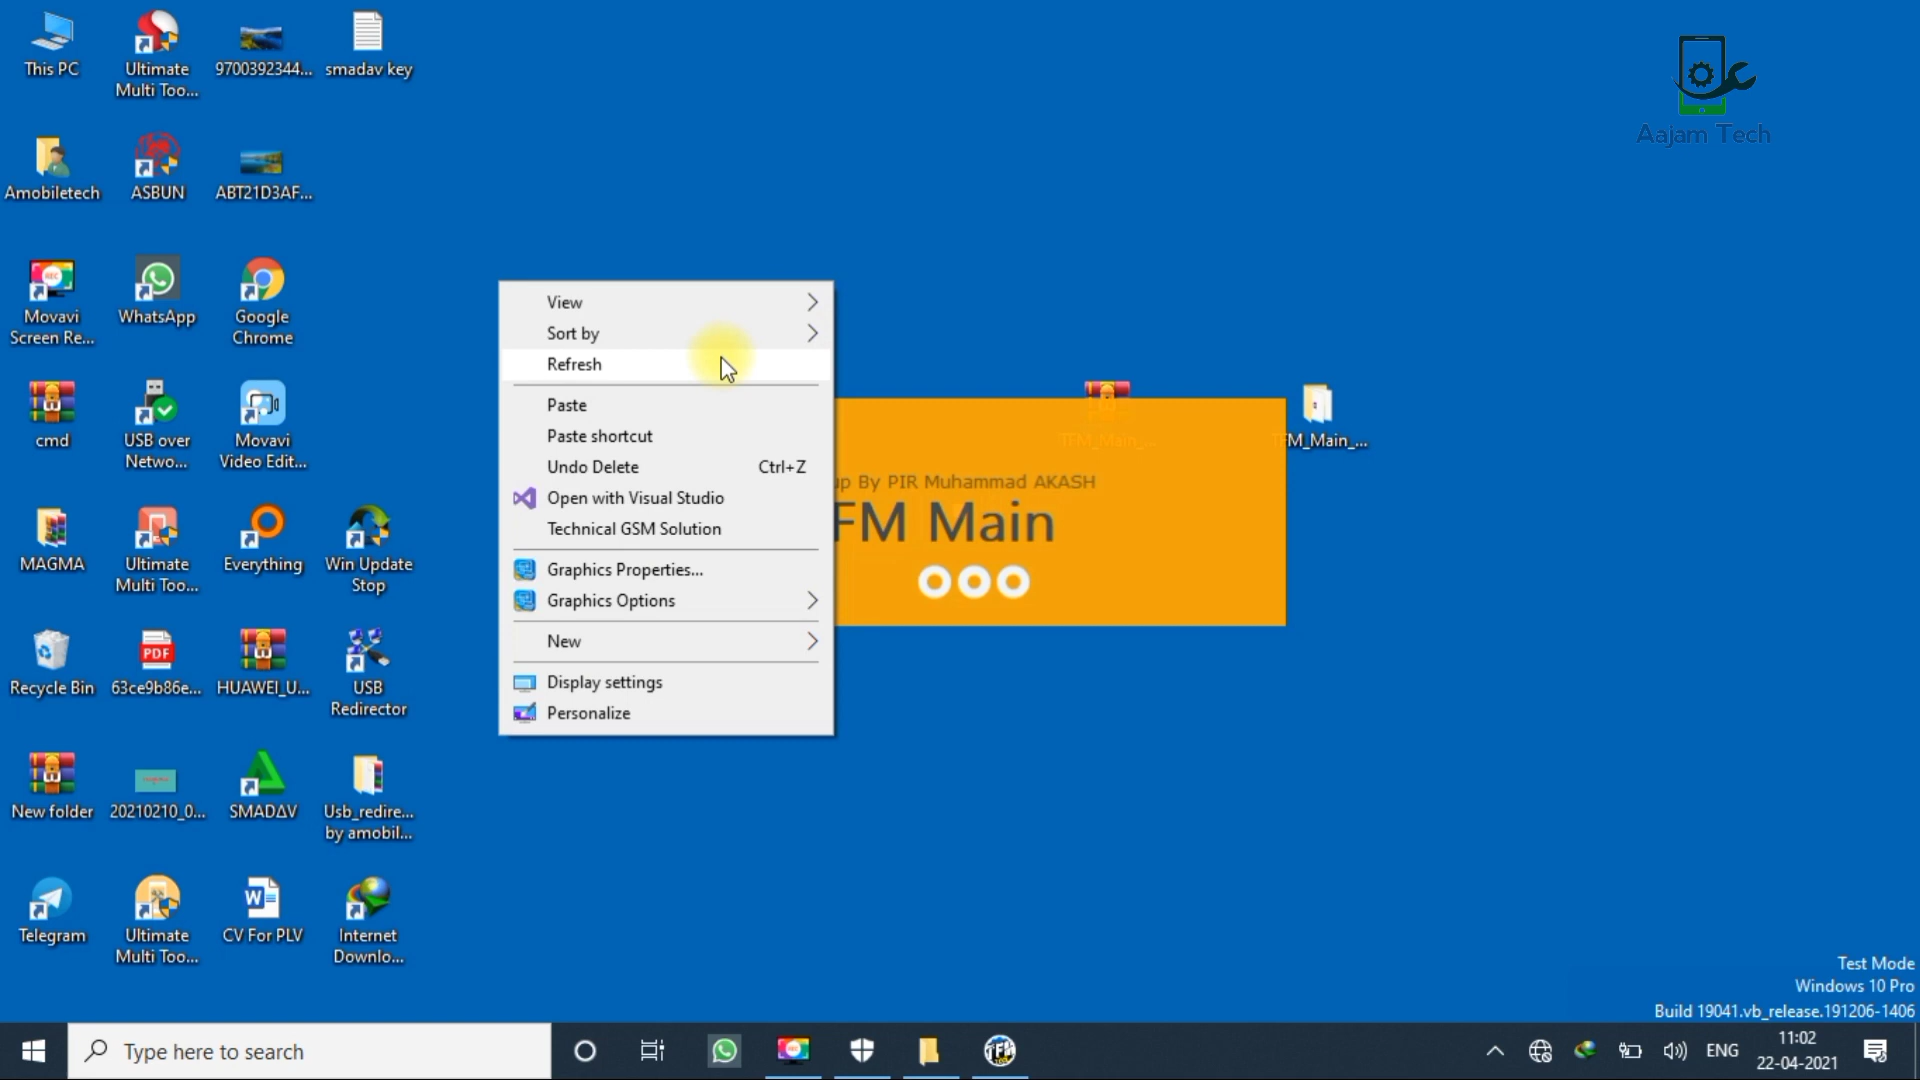 This PC
Ultimate
Multi Too...
9700392344...
smadav key
Aajam Tech
Amobiletech
ASBUN
ABT21D3AF...
Movavi
Screen Re...
WhatsApp
Google
Chrome
cmd
USB over
Netwo...
Movavi
Video Edit...
MAGMA
Ultimate
Multi Too...
Everything
Win Update
Stop
Recycle Bin
63ce9b86e...
HUAWEI_U...
USB
Redirector
New folder
20210210_0...
SMADΔV
Usb_redire...
by amobil...
Telegram
Ultimate
Multi Too...
CV For PLV
Internet
Downlo...
View
Sort by
Refresh
Paste
Paste shortcut
Undo Delete Ctrl+Z
Open with Visual Studio
Technical GSM Solution
Graphics Properties...
Graphics Options
New
Display settings
Personalize
TFM_Main_...
TFM_Main_...
up By PIR Muhammad AKASH
FM Main
Test Mode
Windows 10 Pro
Build 19041.vb_release.191206-1406
Type here to search
ENG
11:02
22-04-2021